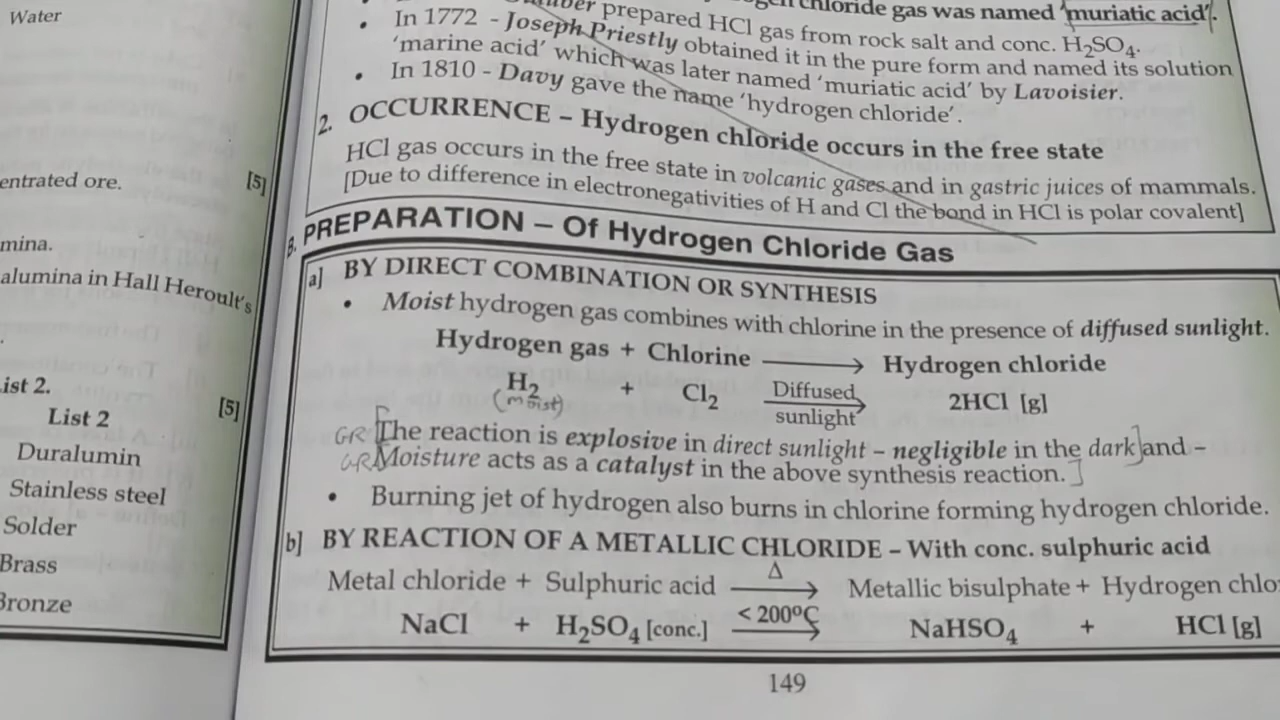 Water
entrated ore. [5]
mina.
alumina in Hall Heroult's
ist 2. [5]
List 2
Duralumin
Stainless steel
Solder
Brass
Bronze
chloride gas was named 'muriatic acid'.
prepared HCl gas from rock salt and conc. H₂SO₄.
• In 1772 - Joseph Priestly obtained it in the pure form and named its solution
'marine acid' which was later named 'muriatic acid' by Lavoisier.
• In 1810 - Davy gave the name 'hydrogen chloride'.
2. OCCURRENCE – Hydrogen chloride occurs in the free state
HCl gas occurs in the free state in volcanic gases and in gastric juices of mammals.
[Due to difference in electronegativities of H and Cl the bond in HCl is polar covalent]
3. PREPARATION – Of Hydrogen Chloride Gas
a] BY DIRECT COMBINATION OR SYNTHESIS
• Moist hydrogen gas combines with chlorine in the presence of diffused sunlight.
Hydrogen gas + Chlorine ⟶ Hydrogen chloride
H₂ + Cl₂ Diffused sunlight ⟶ 2HCl [g]
(moist)
GR [The reaction is explosive in direct sunlight – negligible in the dark] and –
GR Moisture acts as a catalyst in the above synthesis reaction.]
• Burning jet of hydrogen also burns in chlorine forming hydrogen chloride.
b] BY REACTION OF A METALLIC CHLORIDE – With conc. sulphuric acid
Metal chloride + Sulphuric acid Δ ⟶ Metallic bisulphate + Hydrogen chlo
NaCl + H₂SO₄ [conc.] < 200ºC ⟶ NaHSO₄ + HCl [g]
149